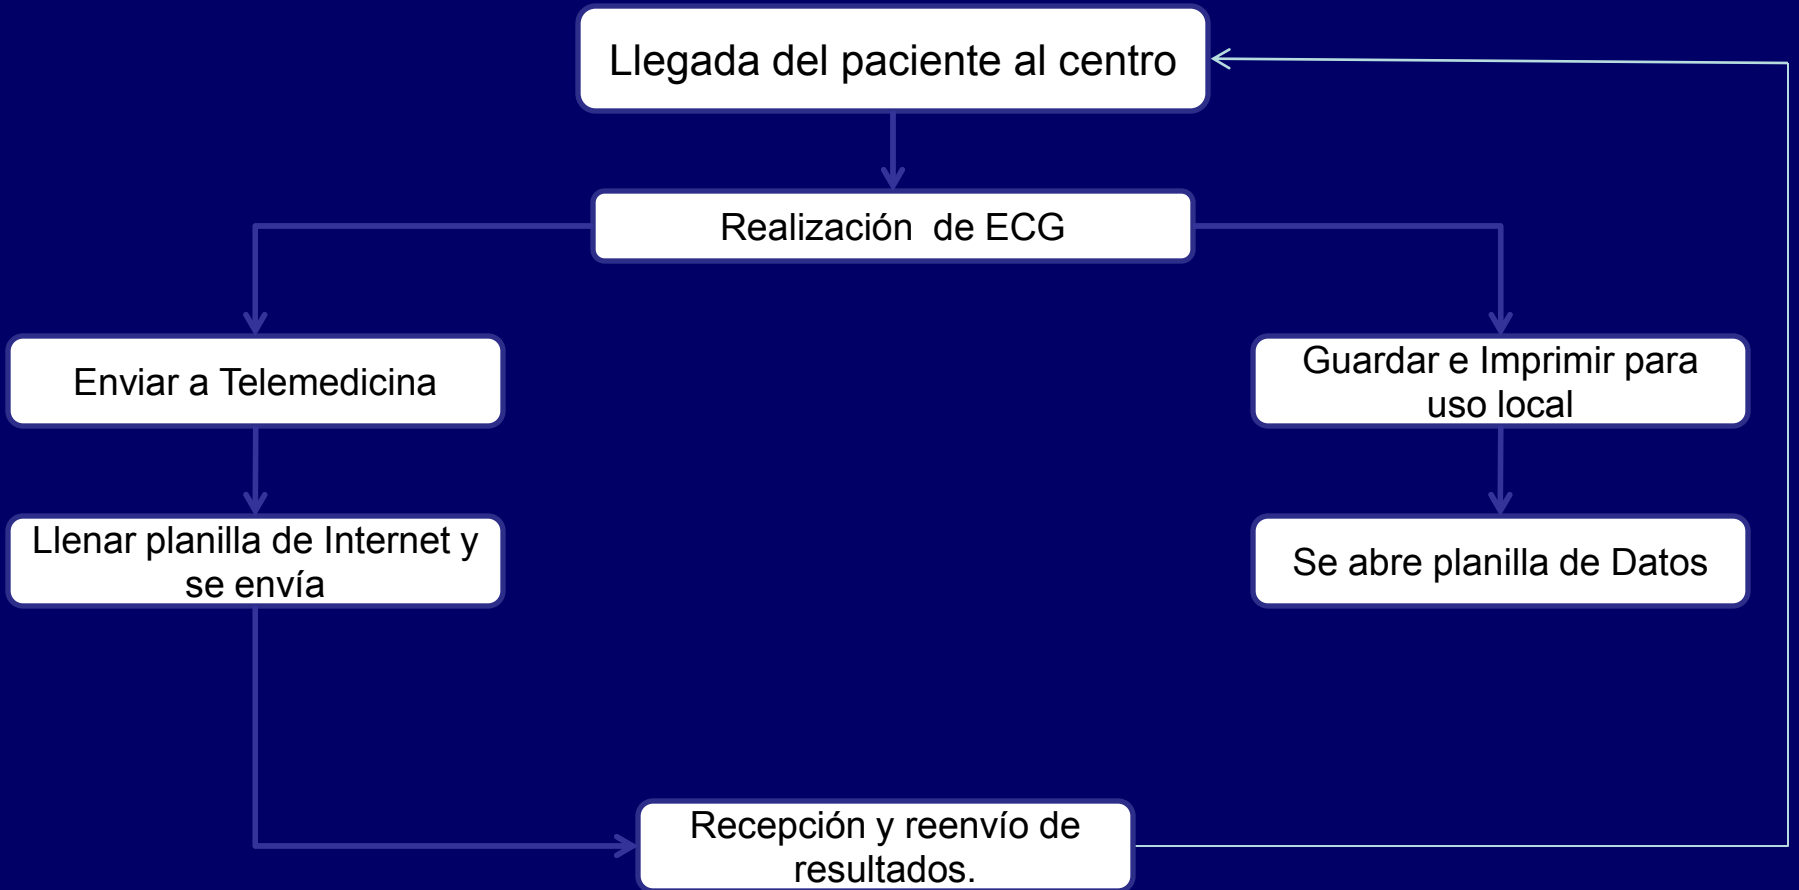 Llegada del paciente al centro
Realización  de ECG
Enviar a Telemedicina
Guardar e Imprimir para
uso local
Llenar planilla de Internet y
se envía
Se abre planilla de Datos
Recepción y reenvío de
resultados.